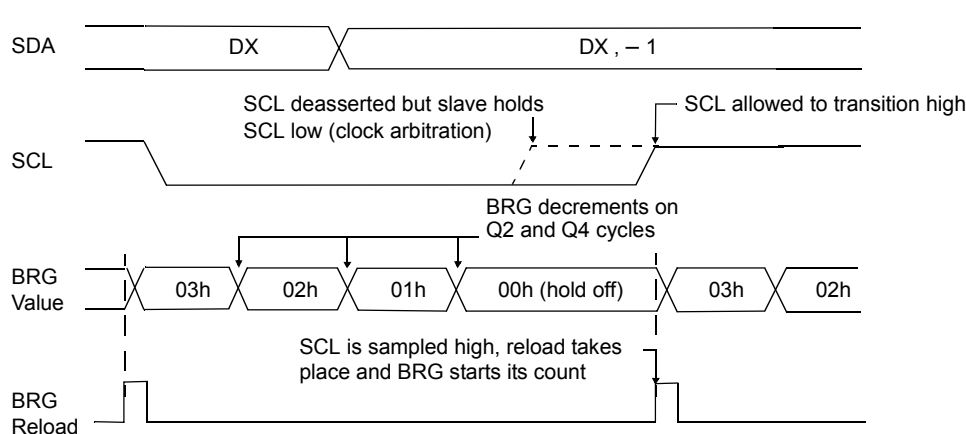 SDA
DX
DX , – 1
SCL deasserted but slave holds
SCL low (clock arbitration)
SCL allowed to transition high
SCL
BRG decrements on
Q2 and Q4 cycles
BRG
Value
03h
02h
01h
00h (hold off)
03h
02h
SCL is sampled high, reload takes
place and BRG starts its count
BRG
Reload